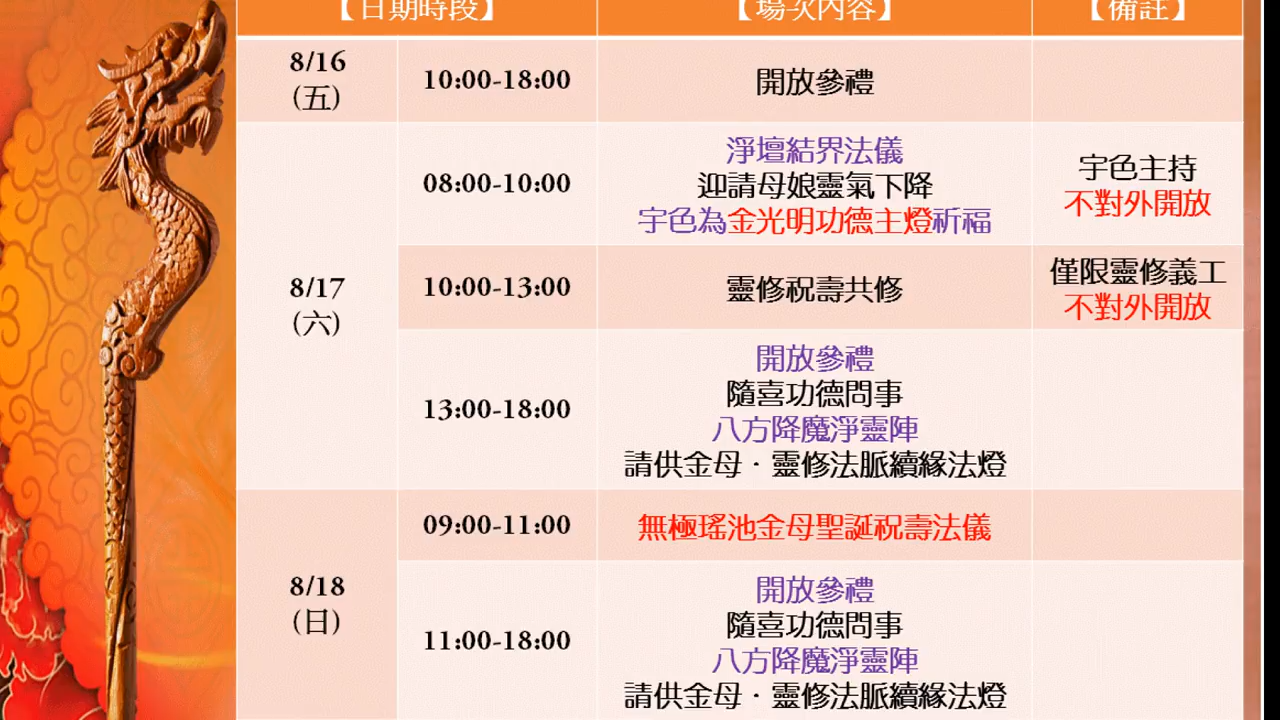 【日期時段】 【場次內容】 【備註】
8/16
(五)
10:00-18:00
開放參禮
8/17
(六)
08:00-10:00
淨壇結界法儀
迎請母娘靈氣下降
宇色為金光明功德主燈祈福
宇色主持
不對外開放
10:00-13:00
靈修祝壽共修
僅限靈修義工
不對外開放
13:00-18:00
開放參禮
隨喜功德問事
八方降魔淨靈陣
請供金母．靈修法脈續緣法燈
8/18
(日)
09:00-11:00
無極瑤池金母聖誕祝壽法儀
11:00-18:00
開放參禮
隨喜功德問事
八方降魔淨靈陣
請供金母．靈修法脈續緣法燈